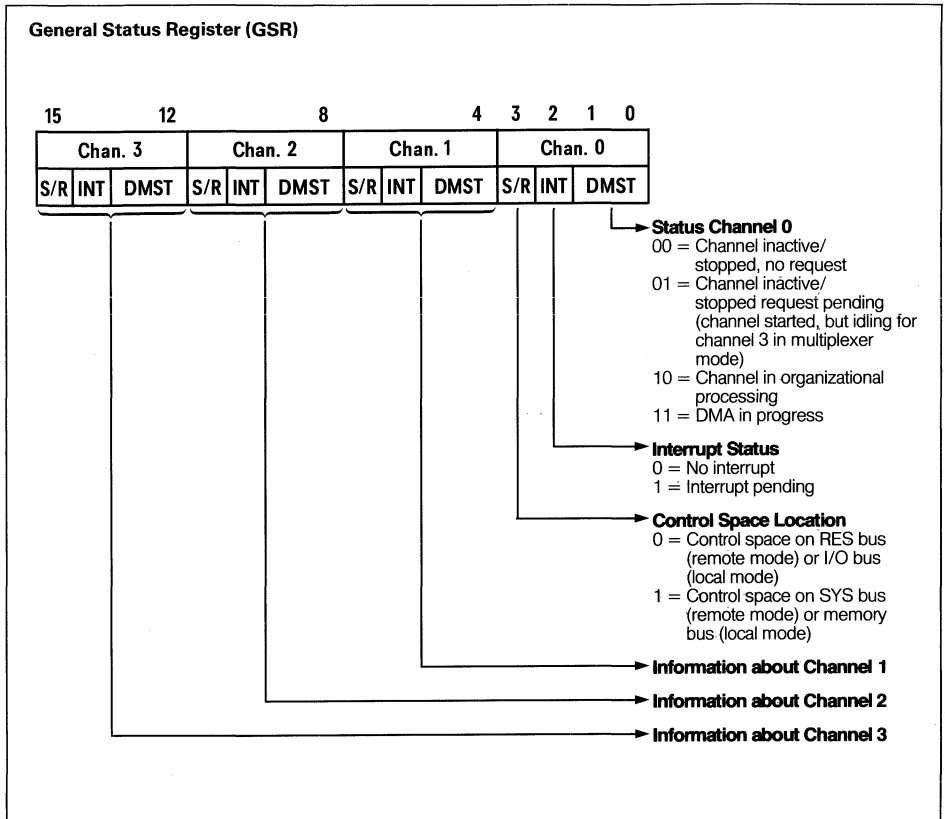 General Status Register (GSR)
15 12 8 4 3 2 1 0
Chan. 3 Chan. 2 Chan. 1 Chan. 0
S/R INT DMST S/R INT DMST S/R INT DMST S/R INT DMST
Status Channel 0
00 = Channel inactive/
stopped, no request
01 = Channel inactive/
stopped request pending
(channel started, but idling for
channel 3 in multiplexer
mode)
10 = Channel in organizational
processing
11 = DMA in progress
Interrupt Status
0 = No interrupt
1 = Interrupt pending
Control Space Location
0 = Control space on RES bus
(remote mode) or I/O bus
(local mode)
1 = Control space on SYS bus
(remote mode) or memory
bus (local mode)
Information about Channel 1
Information about Channel 2
Information about Channel 3